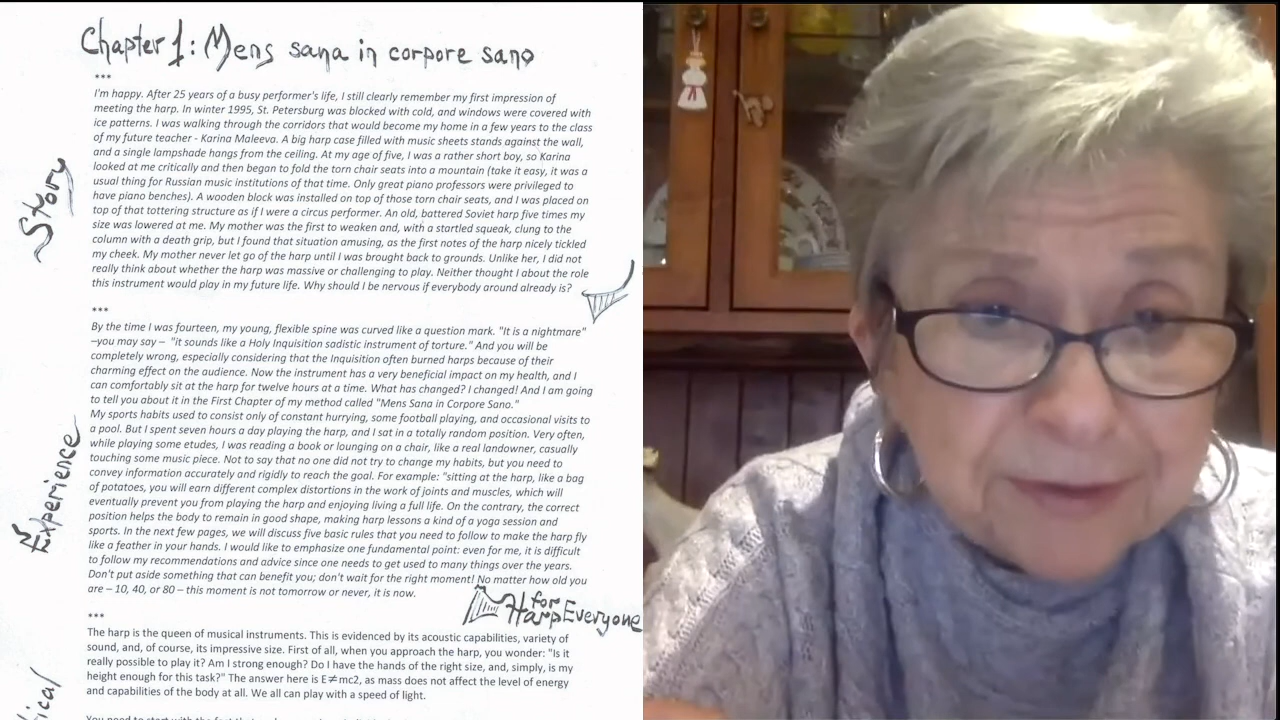 Chapter 1: Mens sana in corpore sano
***
I'm happy. After 25 years of a busy performer's life, I still clearly remember my first impression of
meeting the harp. In winter 1995, St. Petersburg was blocked with cold, and windows were covered with
ice patterns. I was walking through the corridors that would become my home in a few years to the class
of my future teacher - Karina Maleeva. A big harp case filled with music sheets stands against the wall,
and a single lampshade hangs from the ceiling. At my age of five, I was a rather short boy, so Karina
looked at me critically and then began to fold the torn chair seats into a mountain (take it easy, it was a
usual thing for Russian music institutions of that time. Only great piano professors were privileged to
have piano benches). A wooden block was installed on top of those torn chair seats, and I was placed on
top of that tottering structure as if I were a circus performer. An old, battered Soviet harp five times my
size was lowered at me. My mother was the first to weaken and, with a startled squeak, clung to the
column with a death grip, but I found that situation amusing, as the first notes of the harp nicely tickled
my cheek. My mother never let go of the harp until I was brought back to grounds. Unlike her, I did not
really think about whether the harp was massive or challenging to play. Neither thought I about the role
this instrument would play in my future life. Why should I be nervous if everybody around already is?
Story
***
By the time I was fourteen, my young, flexible spine was curved like a question mark. "It is a nightmare"
–you may say – "it sounds like a Holy Inquisition sadistic instrument of torture." And you will be
completely wrong, especially considering that the Inquisition often burned harps because of their
charming effect on the audience. Now the instrument has a very beneficial impact on my health, and I
can comfortably sit at the harp for twelve hours at a time. What has changed? I changed! And I am going
to tell you about it in the First Chapter of my method called "Mens Sana in Corpore Sano."
My sports habits used to consist only of constant hurrying, some football playing, and occasional visits to
a pool. But I spent seven hours a day playing the harp, and I sat in a totally random position. Very often,
while playing some etudes, I was reading a book or lounging on a chair, like a real landowner, casually
touching some music piece. Not to say that no one did not try to change my habits, but you need to
convey information accurately and rigidly to reach the goal. For example: "sitting at the harp, like a bag
of potatoes, you will earn different complex distortions in the work of joints and muscles, which will
eventually prevent you from playing the harp and enjoying living a full life. On the contrary, the correct
position helps the body to remain in good shape, making harp lessons a kind of a yoga session and
sports. In the next few pages, we will discuss five basic rules that you need to follow to make the harp fly
like a feather in your hands. I would like to emphasize one fundamental point: even for me, it is difficult
to follow my recommendations and advice since one needs to get used to many things over the years.
Don't put aside something that can benefit you; don't wait for the right moment! No matter how old you
are – 10, 40, or 80 – this moment is not tomorrow or never, it is now.
Experience
for
HarpEveryone
***
The harp is the queen of musical instruments. This is evidenced by its acoustic capabilities, variety of
sound, and, of course, its impressive size. First of all, when you approach the harp, you wonder: "Is it
really possible to play it? Am I strong enough? Do I have the hands of the right size, and, simply, is my
height enough for this task?" The answer here is E≠mc2, as mass does not affect the level of energy
and capabilities of the body at all. We all can play with a speed of light.
ical